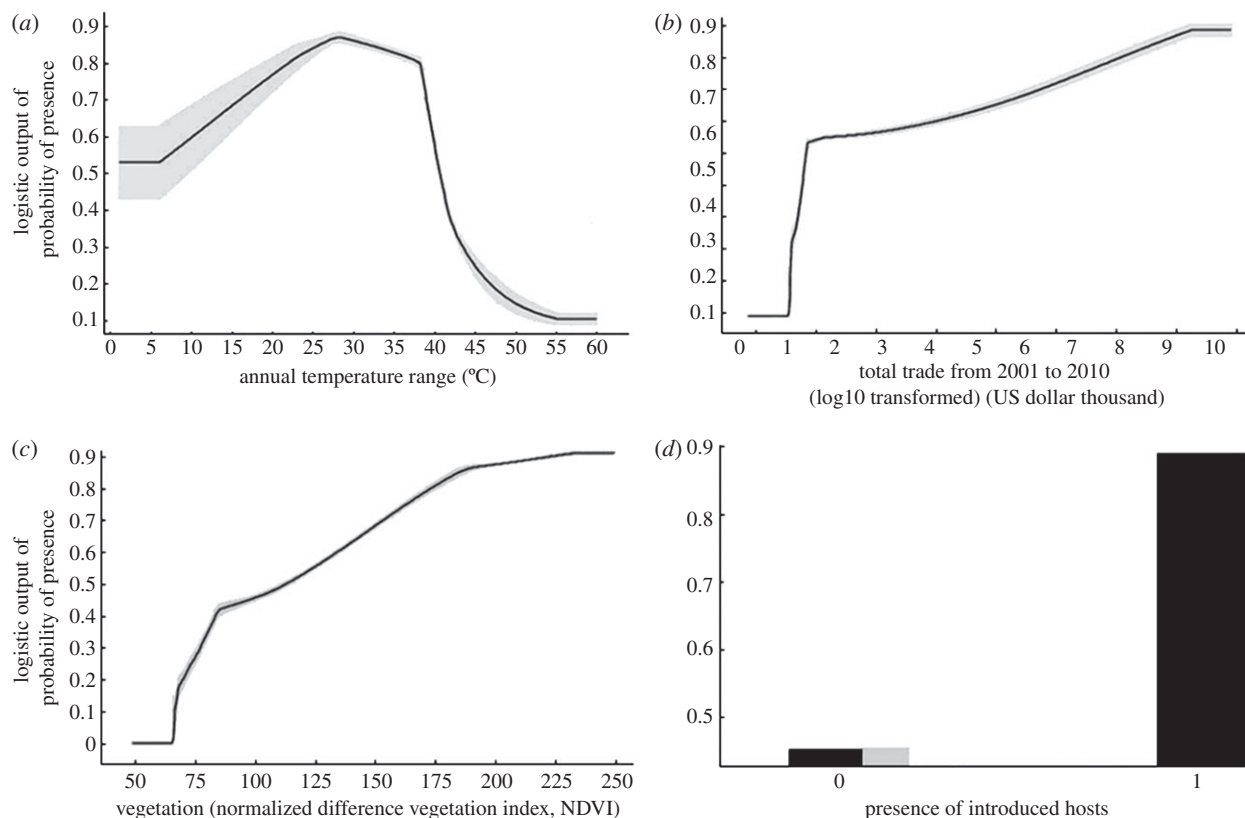 (a)
logistic output of
probability of presence
0.9
0.8
0.7
0.6
0.5
0.4
0.3
0.2
0.1
0 5 10 15 20 25 30 35 40 45 50 55 60
annual temperature range (ºC)
(b)
0.9
0.8
0.7
0.6
0.5
0.4
0.3
0.2
0.1
0 1 2 3 4 5 6 7 8 9 10
total trade from 2001 to 2010
(log10 transformed) (US dollar thousand)
(c)
logistic output of
probability of presence
0.9
0.8
0.7
0.6
0.5
0.4
0.3
0.2
0.1
0
50 75 100 125 150 175 200 225 250
vegetation (normalized difference vegetation index, NDVI)
(d)
0.9
0.8
0.7
0.6
0.5
0 1
presence of introduced hosts